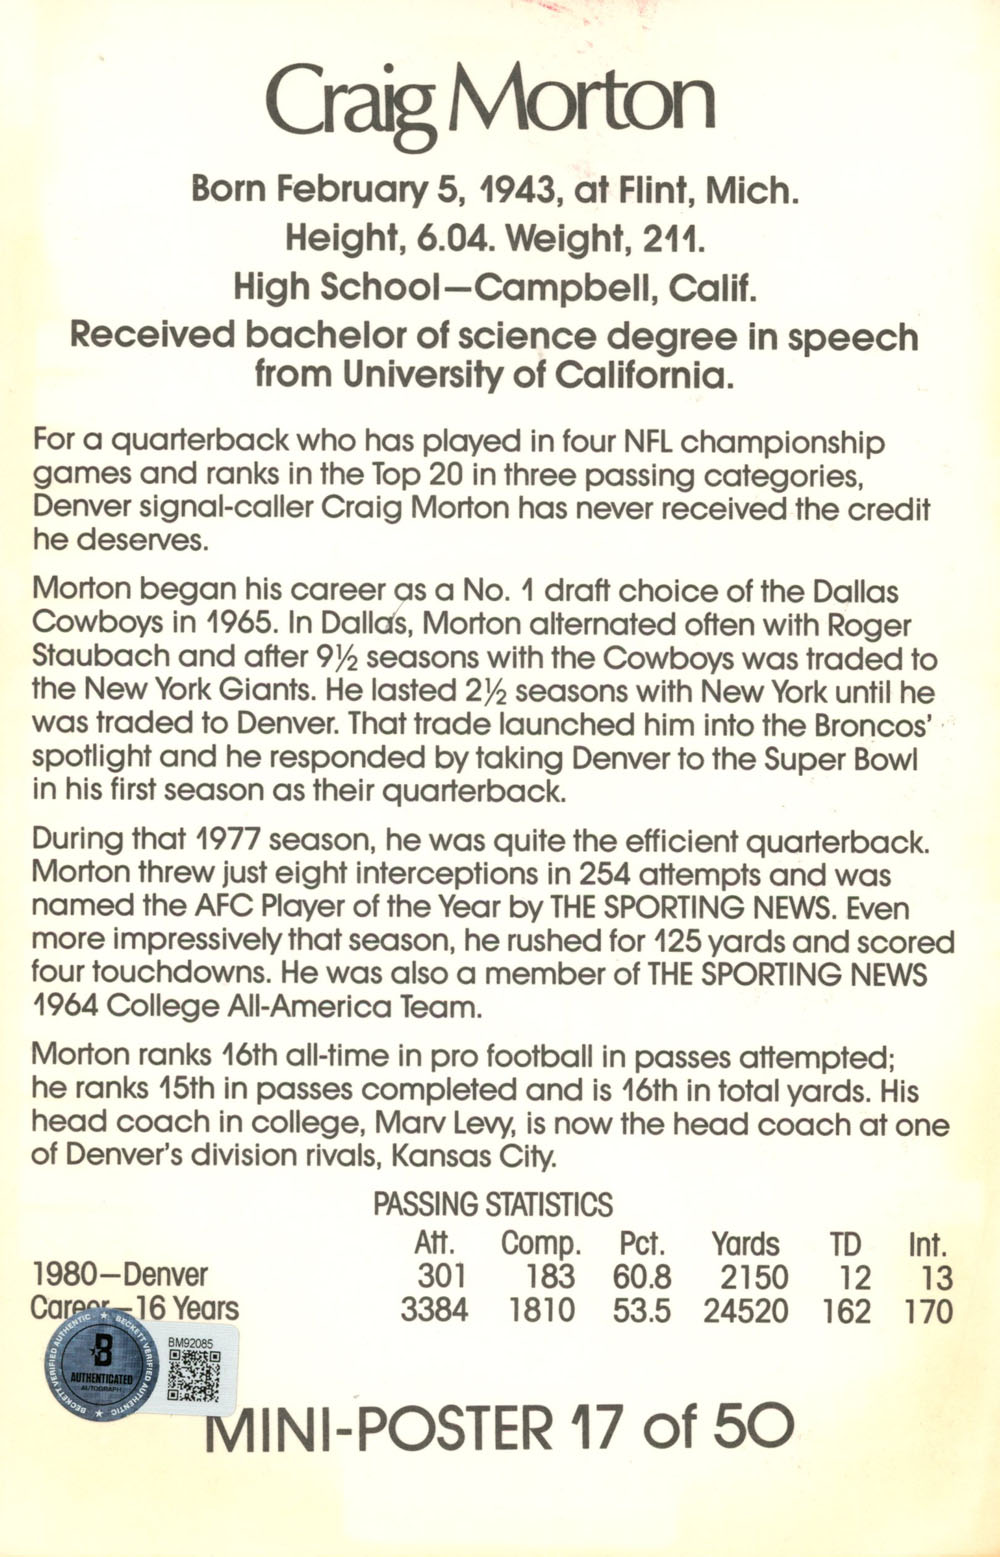 Craig Morton
Born February 5, 1943, at Flint, Mich.
Height, 6.04. Weight, 211.
High School—Campbell, Calif.
Received bachelor of science degree in speech
from University of California.
For a quarterback who has played in four NFL championship
games and ranks in the Top 20 in three passing categories,
Denver signal-caller Craig Morton has never received the credit
he deserves.
Morton began his career as a No. 1 draft choice of the Dallas
Cowboys in 1965. In Dallas, Morton alternated often with Roger
Staubach and after 9½ seasons with the Cowboys was traded to
the New York Giants. He lasted 2½ seasons with New York until he
was traded to Denver. That trade launched him into the Broncos'
spotlight and he responded by taking Denver to the Super Bowl
in his first season as their quarterback.
During that 1977 season, he was quite the efficient quarterback.
Morton threw just eight interceptions in 254 attempts and was
named the AFC Player of the Year by THE SPORTING NEWS. Even
more impressively that season, he rushed for 125 yards and scored
four touchdowns. He was also a member of THE SPORTING NEWS
1964 College All-America Team.
Morton ranks 16th all-time in pro football in passes attempted;
he ranks 15th in passes completed and is 16th in total yards. His
head coach in college, Marv Levy, is now the head coach at one
of Denver's division rivals, Kansas City.
PASSING STATISTICS
Att. Comp. Pct. Yards TD Int.
1980—Denver 301 183 60.8 2150 12 13
Career—16 Years 3384 1810 53.5 24520 162 170
BECKETT VERIFIED AUTHENTIC
BECKETT VERIFIED AUTHENTIC
B
AUTHENTICATED
AUTOGRAPH
BM92085
MINI-POSTER 17 of 50